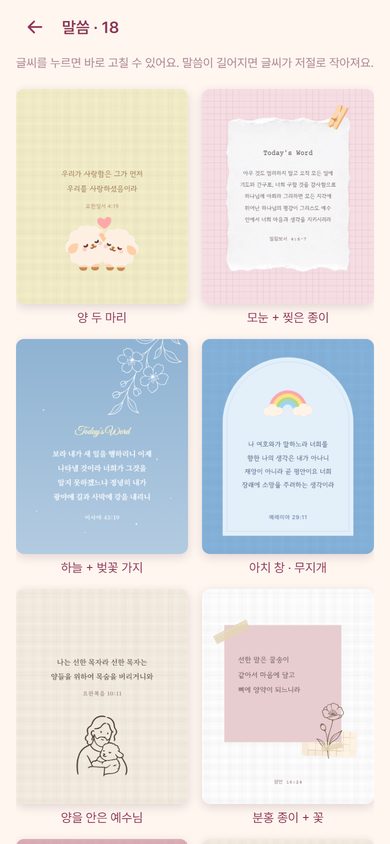 말씀 · 18
글씨를 누르면 바로 고칠 수 있어요. 말씀이 길어지면 글씨가 저절로 작아져요.
우리가 사랑함은 그가 먼저
우리를 사랑하셨음이라
요한일서 4:19
양 두 마리
Today's Word
아무 것도 염려하지 말고 오직 모든 일에
기도와 간구로, 너희 구할 것을 감사함으로
하나님께 아뢰라 그리하면 모든 지각에
뛰어난 하나님의 평강이 그리스도 예수
안에서 너희 마음과 생각을 지키시리라
빌립보서 4:6-7
모눈 + 찢은 종이
Today's Word
보라 내가 새 일을 행하리니 이제
나타낼 것이라 너희가 그것을
알지 못하겠느냐 정녕히 내가
광야에 길과 사막에 강을 내리니
이사야 43:19
하늘 + 벚꽃 가지
나 여호와가 말하노라 너희를
향한 나의 생각은 내가 아나니
재앙이 아니라 곧 평안이요 너희
장래에 소망을 주려하는 생각이라
예레미야 29:11
아치 창 · 무지개
나는 선한 목자라 선한 목자는
양들을 위하여 목숨을 버리거니와
요한복음 10:11
양을 안은 예수님
선한 말은 꿀송이
같아서 마음에 달고
뼈에 양약이 되느니라
잠언 16:24
분홍 종이 + 꽃